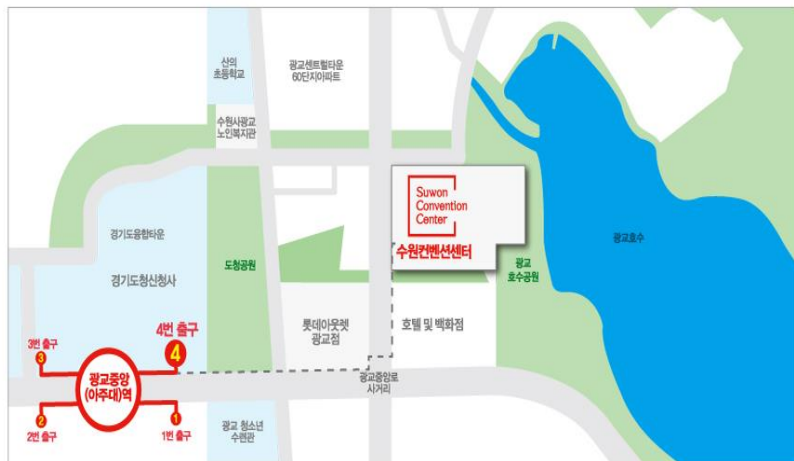 산의
초등학교
광교센트럴타운
60단지아파트
수원시광교
노인복지관
Suwon
Convention
Center
수원컨벤션센터
경기도융합타운
경기도청신청사
도청공원
광교
호수공원
광교호수
롯데아웃렛
광교점
호텔 및 백화점
4번 출구
4
3번 출구
3
광교중앙
(아주대)역
2
2번 출구
1
1번 출구
광교중앙로
사거리
광교 청소년
수련관